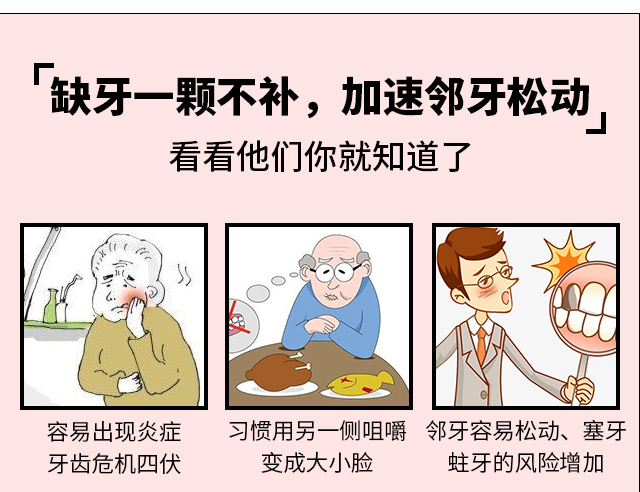 「缺牙一颗不补，加速邻牙松动」
看看他们你就知道了
容易出现炎症
牙齿危机四伏
习惯用另一侧咀嚼
变成大小脸
邻牙容易松动、塞牙
蛀牙的风险增加